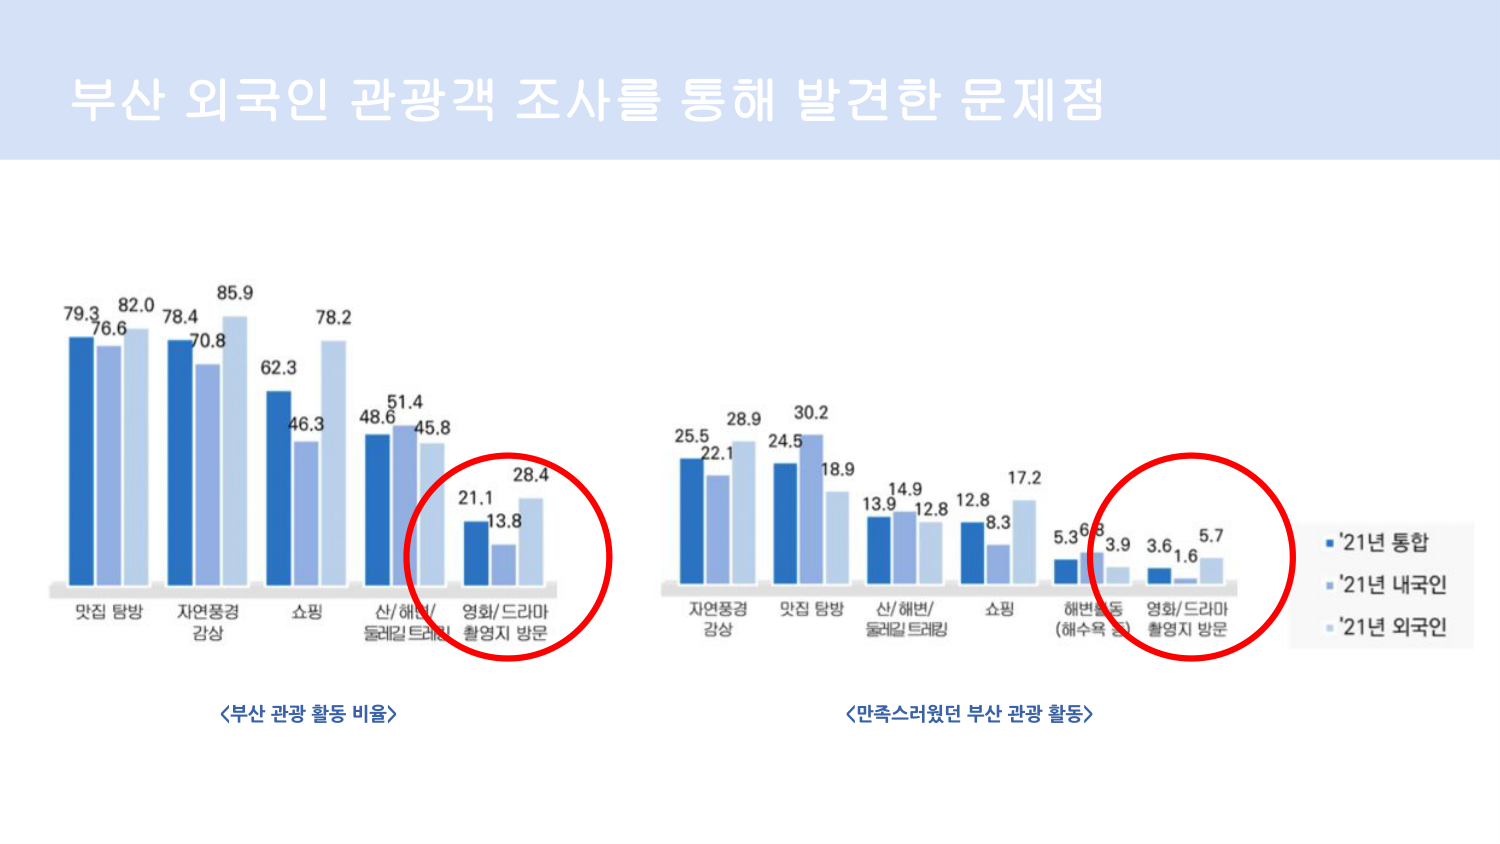 부산 외국인 관광객 조사를 통해 발견한 문제점
79.3 76.6 82.0 78.4 70.8 85.9 62.3 46.3 78.2 48.6 51.4 45.8 21.1 13.8 28.4
맛집 탐방 자연풍경 쇼핑 산/해변/ 영화/드라마
감상 둘레길 트레킹 촬영지 방문
<부산 관광 활동 비율>
25.5 22.1 28.9 24.5 30.2 18.9 13.9 14.9 12.8 12.8 8.3 17.2 5.3 6.8 3.9 3.6 1.6 5.7
자연풍경 맛집 탐방 산/해변/ 쇼핑 해변활동 영화/드라마
감상 둘레길 트레킹 (해수욕 등) 촬영지 방문
<만족스러웠던 부산 관광 활동>
'21년 통합
'21년 내국인
'21년 외국인